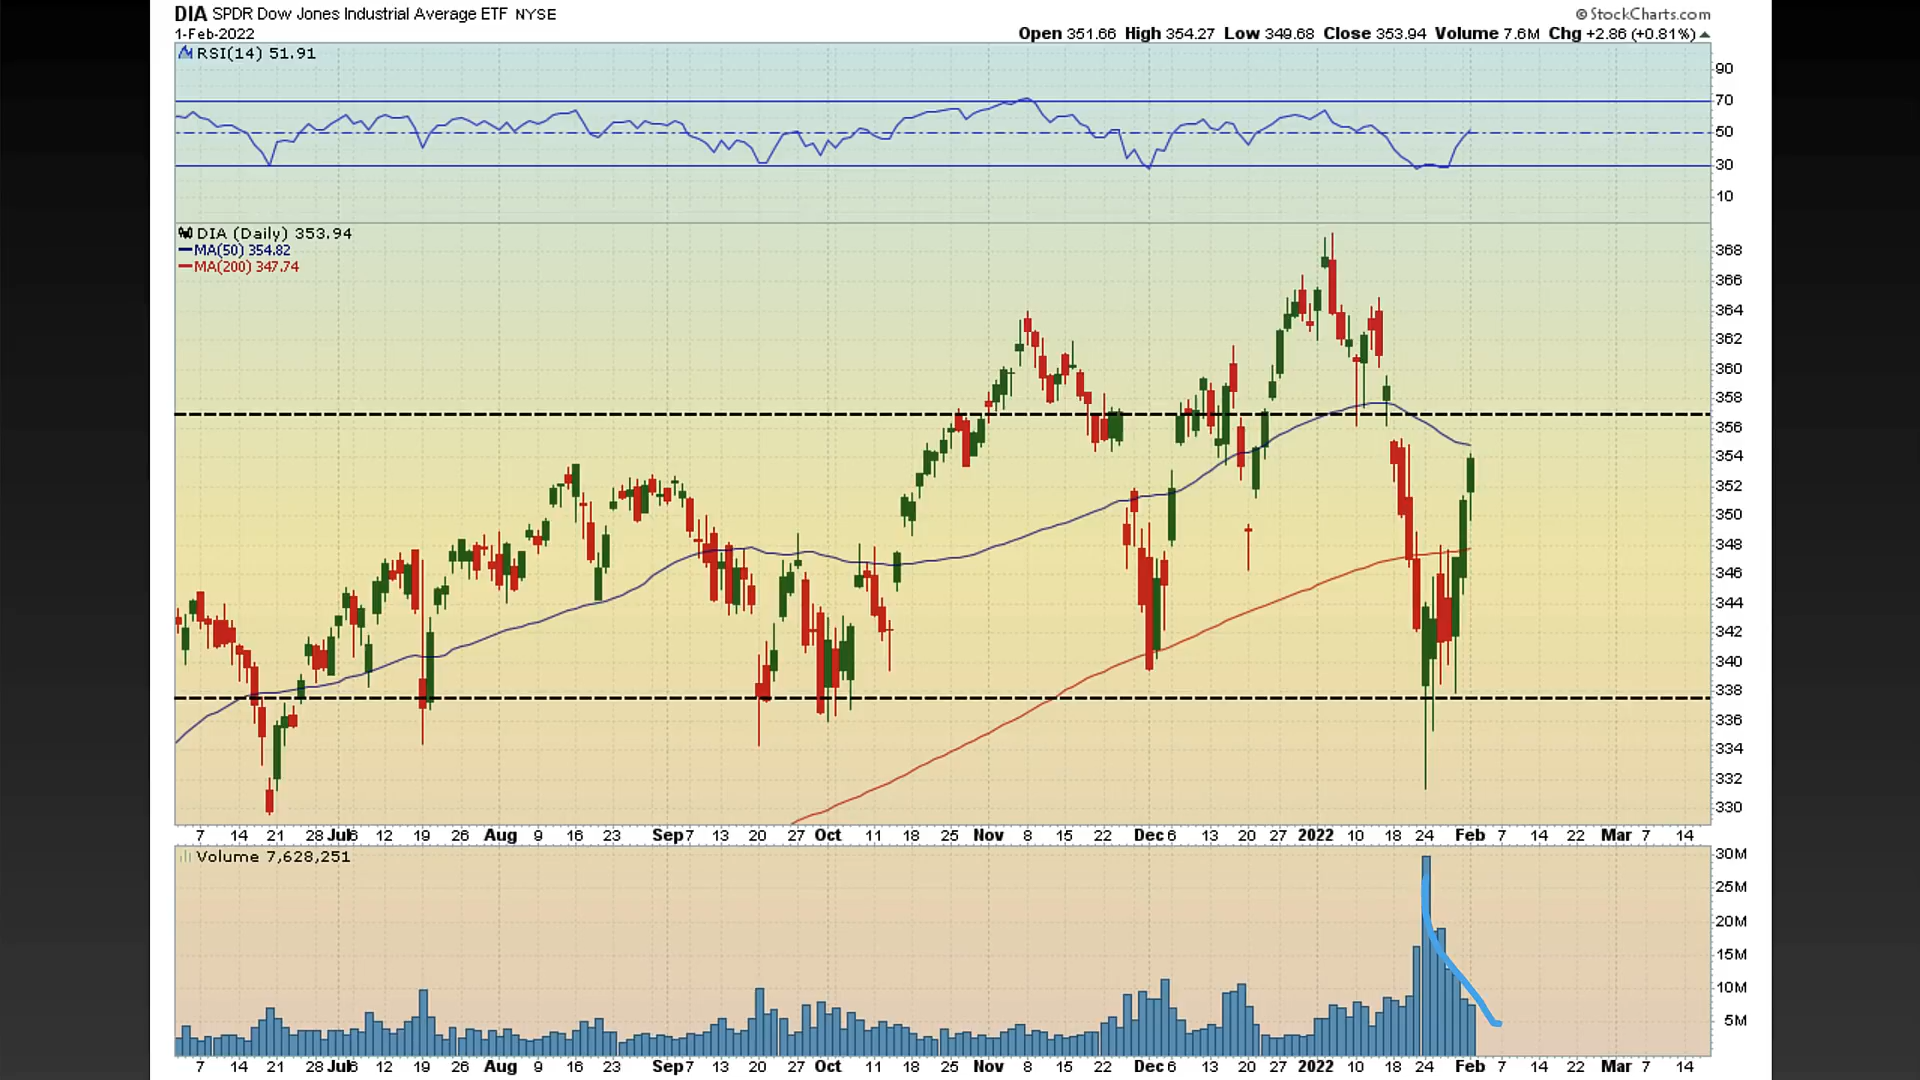 DIA SPDR Dow Jones Industrial Average ETF NYSE
© StockCharts.com
1-Feb-2022
Open 351.66 High 354.27 Low 349.68 Close 353.94 Volume 7.6M Chg +2.86 (+0.81%)
RSI(14) 51.91
90
70
50
30
10
DIA (Daily) 353.94
MA(50) 354.82
MA(200) 347.74
368
366
364
362
360
358
356
354
352
350
348
346
344
342
340
338
336
334
332
330
7 14 21 28 Jul 6 12 19 26 Aug 9 16 23 Sep 7 13 20 27 Oct 11 18 25 Nov 8 15 22 Dec 6 13 20 27 2022 10 18 24 Feb 7 14 22 Mar 7 14
Volume 7,628,251
30M
25M
20M
15M
10M
5M
7 14 21 28 Jul 6 12 19 26 Aug 9 16 23 Sep 7 13 20 27 Oct 11 18 25 Nov 8 15 22 Dec 6 13 20 27 2022 10 18 24 Feb 7 14 22 Mar 7 14